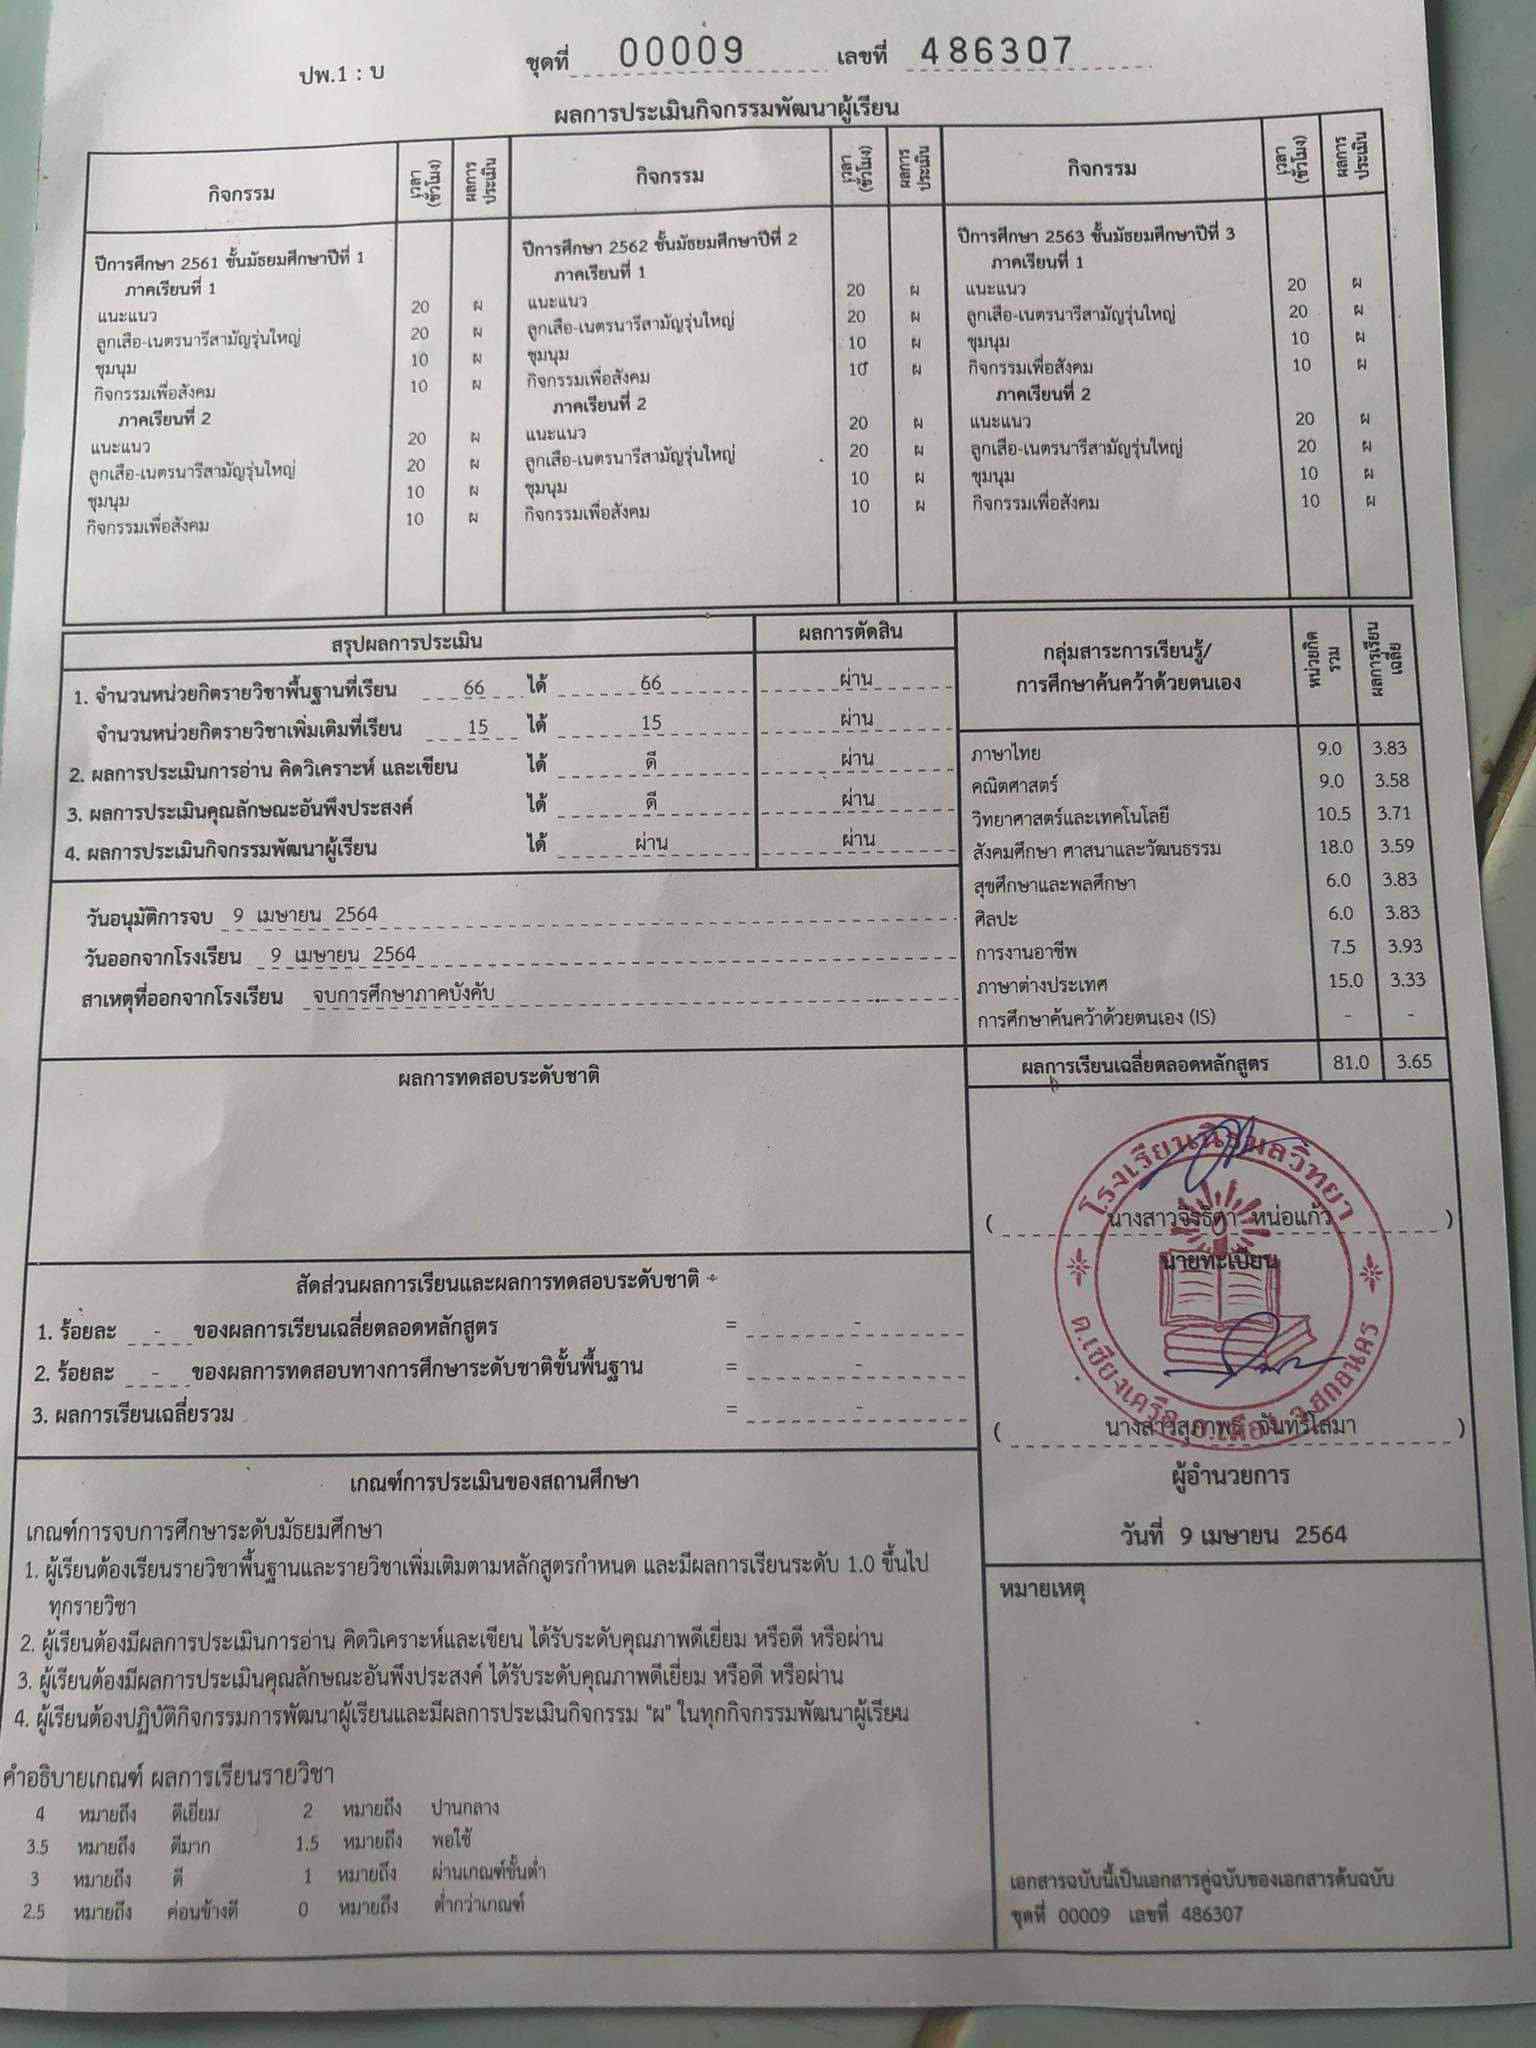 ปพ.1 : บ
ชุดที่ 00009 เลขที่ 486307
ผลการประเมินกิจกรรมพัฒนาผู้เรียน
กิจกรรม เวลา (ชั่วโมง) ผลการประเมิน
ปีการศึกษา 2561 ชั้นมัธยมศึกษาปีที่ 1
ภาคเรียนที่ 1
แนะแนว 20 ผ
ลูกเสือ-เนตรนารีสามัญรุ่นใหญ่ 20 ผ
ชุมนุม 10 ผ
กิจกรรมเพื่อสังคม 10 ผ
ภาคเรียนที่ 2
แนะแนว 20 ผ
ลูกเสือ-เนตรนารีสามัญรุ่นใหญ่ 20 ผ
ชุมนุม 10 ผ
กิจกรรมเพื่อสังคม 10 ผ
กิจกรรม เวลา (ชั่วโมง) ผลการประเมิน
ปีการศึกษา 2562 ชั้นมัธยมศึกษาปีที่ 2
ภาคเรียนที่ 1
แนะแนว 20 ผ
ลูกเสือ-เนตรนารีสามัญรุ่นใหญ่ 20 ผ
ชุมนุม 10 ผ
กิจกรรมเพื่อสังคม 10 ผ
ภาคเรียนที่ 2
แนะแนว 20 ผ
ลูกเสือ-เนตรนารีสามัญรุ่นใหญ่ 20 ผ
ชุมนุม 10 ผ
กิจกรรมเพื่อสังคม 10 ผ
กิจกรรม เวลา (ชั่วโมง) ผลการประเมิน
ปีการศึกษา 2563 ชั้นมัธยมศึกษาปีที่ 3
ภาคเรียนที่ 1
แนะแนว 20 ผ
ลูกเสือ-เนตรนารีสามัญรุ่นใหญ่ 20 ผ
ชุมนุม 10 ผ
กิจกรรมเพื่อสังคม 10 ผ
ภาคเรียนที่ 2
แนะแนว 20 ผ
ลูกเสือ-เนตรนารีสามัญรุ่นใหญ่ 20 ผ
ชุมนุม 10 ผ
กิจกรรมเพื่อสังคม 10 ผ
สรุปผลการประเมิน ผลการตัดสิน
1. จำนวนหน่วยกิตรายวิชาพื้นฐานที่เรียน 66 ได้ 66 ผ่าน
จำนวนหน่วยกิตรายวิชาเพิ่มเติมที่เรียน 15 ได้ 15 ผ่าน
2. ผลการประเมินการอ่าน คิดวิเคราะห์ และเขียน ได้ ดี ผ่าน
3. ผลการประเมินคุณลักษณะอันพึงประสงค์ ได้ ดี ผ่าน
4. ผลการประเมินกิจกรรมพัฒนาผู้เรียน ได้ ผ่าน ผ่าน
วันอนุมัติการจบ 9 เมษายน 2564
วันออกจากโรงเรียน 9 เมษายน 2564
สาเหตุที่ออกจากโรงเรียน จบการศึกษาภาคบังคับ
กลุ่มสาระการเรียนรู้/
การศึกษาค้นคว้าด้วยตนเอง
หน่วยกิตรวม ผลการเรียนเฉลี่ย
ภาษาไทย 9.0 3.83
คณิตศาสตร์ 9.0 3.58
วิทยาศาสตร์และเทคโนโลยี 10.5 3.71
สังคมศึกษา ศาสนาและวัฒนธรรม 18.0 3.59
สุขศึกษาและพลศึกษา 6.0 3.83
ศิลปะ 6.0 3.83
การงานอาชีพ 7.5 3.93
ภาษาต่างประเทศ 15.0 3.33
การศึกษาค้นคว้าด้วยตนเอง (IS) - -
ผลการเรียนเฉลี่ยตลอดหลักสูตร 81.0 3.65
ผลการทดสอบระดับชาติ
สัดส่วนผลการเรียนและผลการทดสอบระดับชาติ
1. ร้อยละ - ของผลการเรียนเฉลี่ยตลอดหลักสูตร = -
2. ร้อยละ - ของผลการทดสอบทางการศึกษาระดับชาติขั้นพื้นฐาน = -
3. ผลการเรียนเฉลี่ยรวม = -
โรงเรียนนิรมลวิทยา
(นางสาวจิรธิดา หน่อแก้ว)
นายทะเบียน
ต.เชียงเครือ อ.เมือง จ.สกลนคร
(นางสาวสุภาพร จันทร์โสมา)
ผู้อำนวยการ
วันที่ 9 เมษายน 2564
เกณฑ์การประเมินของสถานศึกษา
เกณฑ์การจบการศึกษาระดับมัธยมศึกษา
1. ผู้เรียนต้องเรียนรายวิชาพื้นฐานและรายวิชาเพิ่มเติมตามหลักสูตรกำหนด และมีผลการเรียนระดับ 1.0 ขึ้นไป
ทุกรายวิชา
2. ผู้เรียนต้องมีผลการประเมินการอ่าน คิดวิเคราะห์และเขียน ได้รับระดับคุณภาพดีเยี่ยม หรือดี หรือผ่าน
3. ผู้เรียนต้องมีผลการประเมินคุณลักษณะอันพึงประสงค์ ได้รับระดับคุณภาพดีเยี่ยม หรือดี หรือผ่าน
4. ผู้เรียนต้องปฏิบัติกิจกรรมการพัฒนาผู้เรียนและมีผลการประเมินกิจกรรม "ผ" ในทุกกิจกรรมพัฒนาผู้เรียน
คำอธิบายเกณฑ์ ผลการเรียนรายวิชา
4 หมายถึง ดีเยี่ยม 2 หมายถึง ปานกลาง
3.5 หมายถึง ดีมาก 1.5 หมายถึง พอใช้
3 หมายถึง ดี 1 หมายถึง ผ่านเกณฑ์ขั้นต่ำ
2.5 หมายถึง ค่อนข้างดี 0 หมายถึง ต่ำกว่าเกณฑ์
หมายเหตุ
เอกสารฉบับนี้เป็นเอกสารคู่ฉบับของเอกสารต้นฉบับ
ชุดที่ 00009 เลขที่ 486307